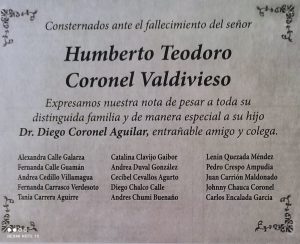 Consternados ante el fallecimiento del señor
Humberto Teodoro
Coronel Valdivieso
Expresamos nuestra nota de pesar a toda su
distinguida familia y de manera especial a su hijo
Dr. Diego Coronel Aguilar, entrañable amigo y colega.
Alexandra Calle Galarza
Fernanda Calle Guamán
Andrea Cedillo Villamagua
Fernanda Carrasco Verdesoto
Tania Carrera Aguirre
Catalina Clavijo Gaibor
Andrea Duval González
Cecibel Cevallos Agurto
Diego Chalco Calle
Andres Chumi Buenaño
Lenin Quezada Méndez
Pedro Crespo Ampudia
Juan Carrión Maldonado
Johnny Chauca Coronel
Carlos Encalada García